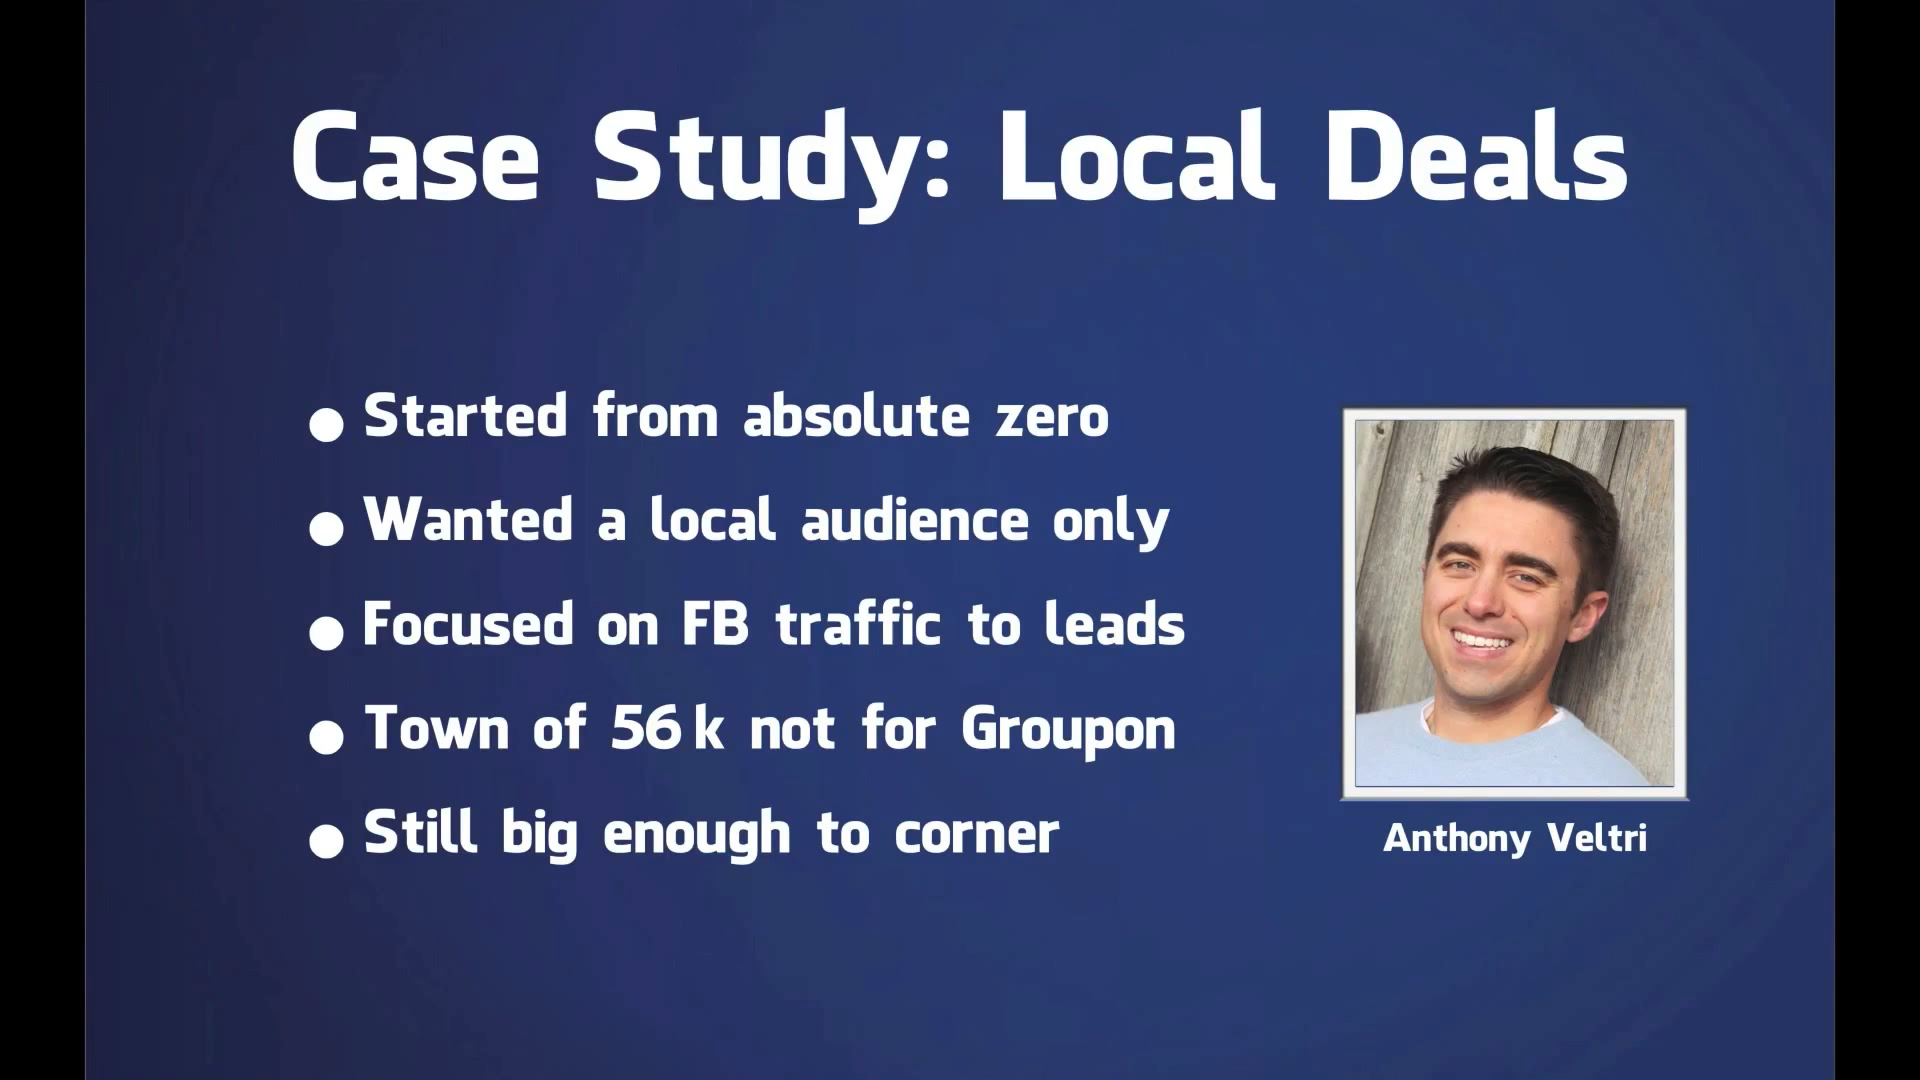 Case Study: Local Deals
Started from absolute zero
Wanted a local audience only
Focused on FB traffic to leads
Town of 56k not for Groupon
Still big enough to corner
Anthony Veltri